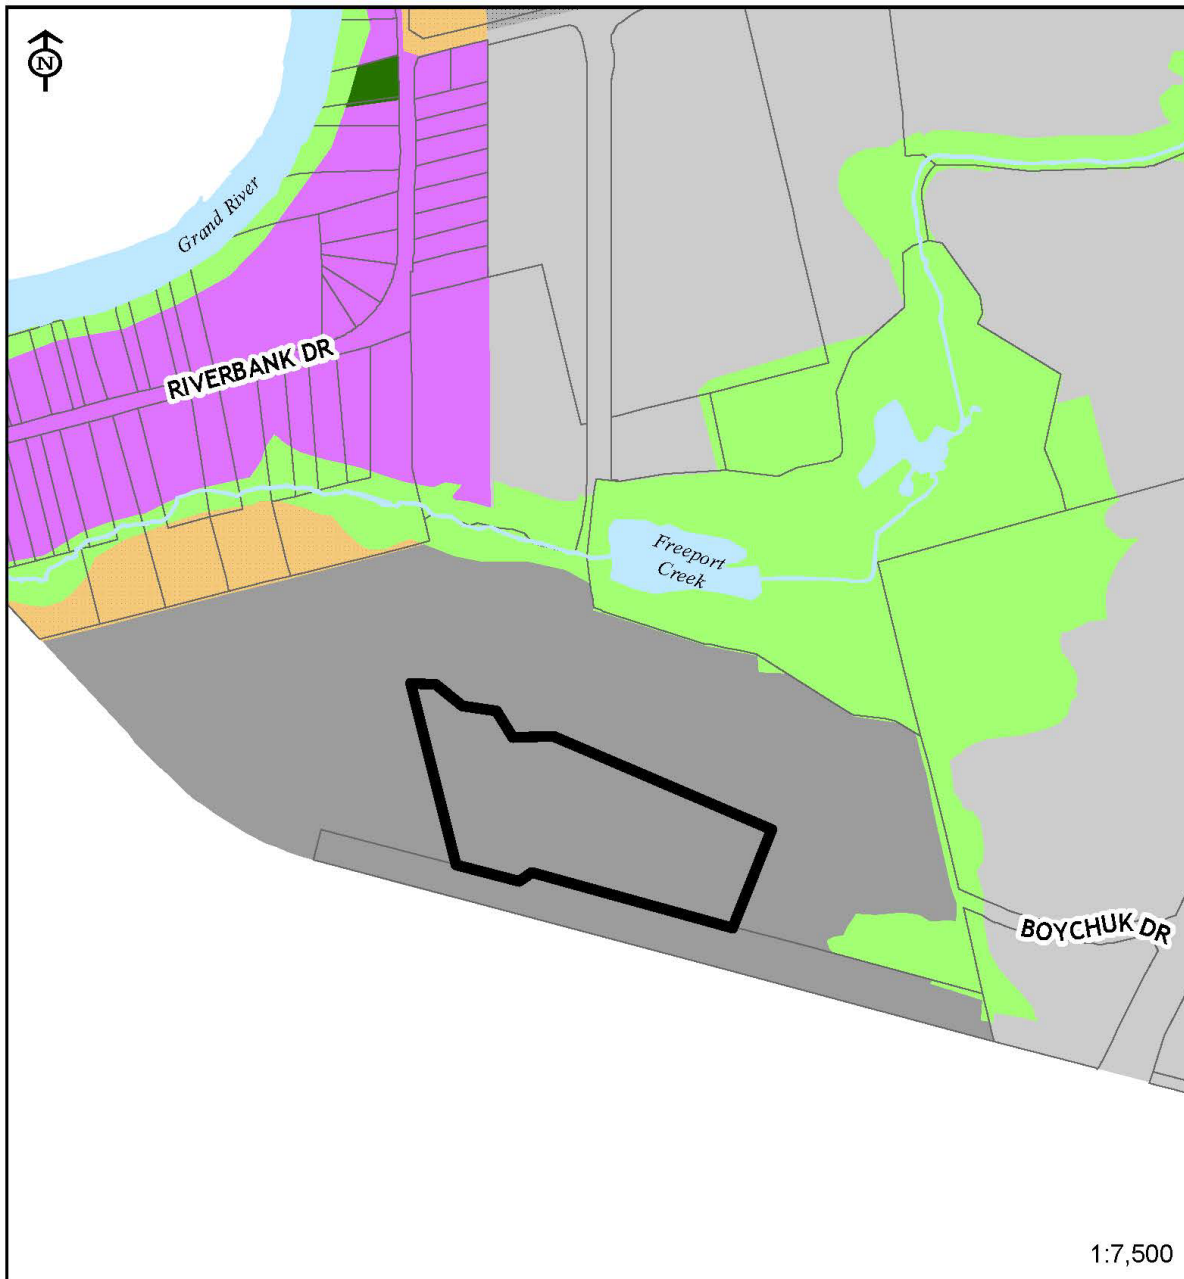 N
Grand River
RIVERBANK DR
Freeport
Creek
BOYCHUK DR
1:7,500